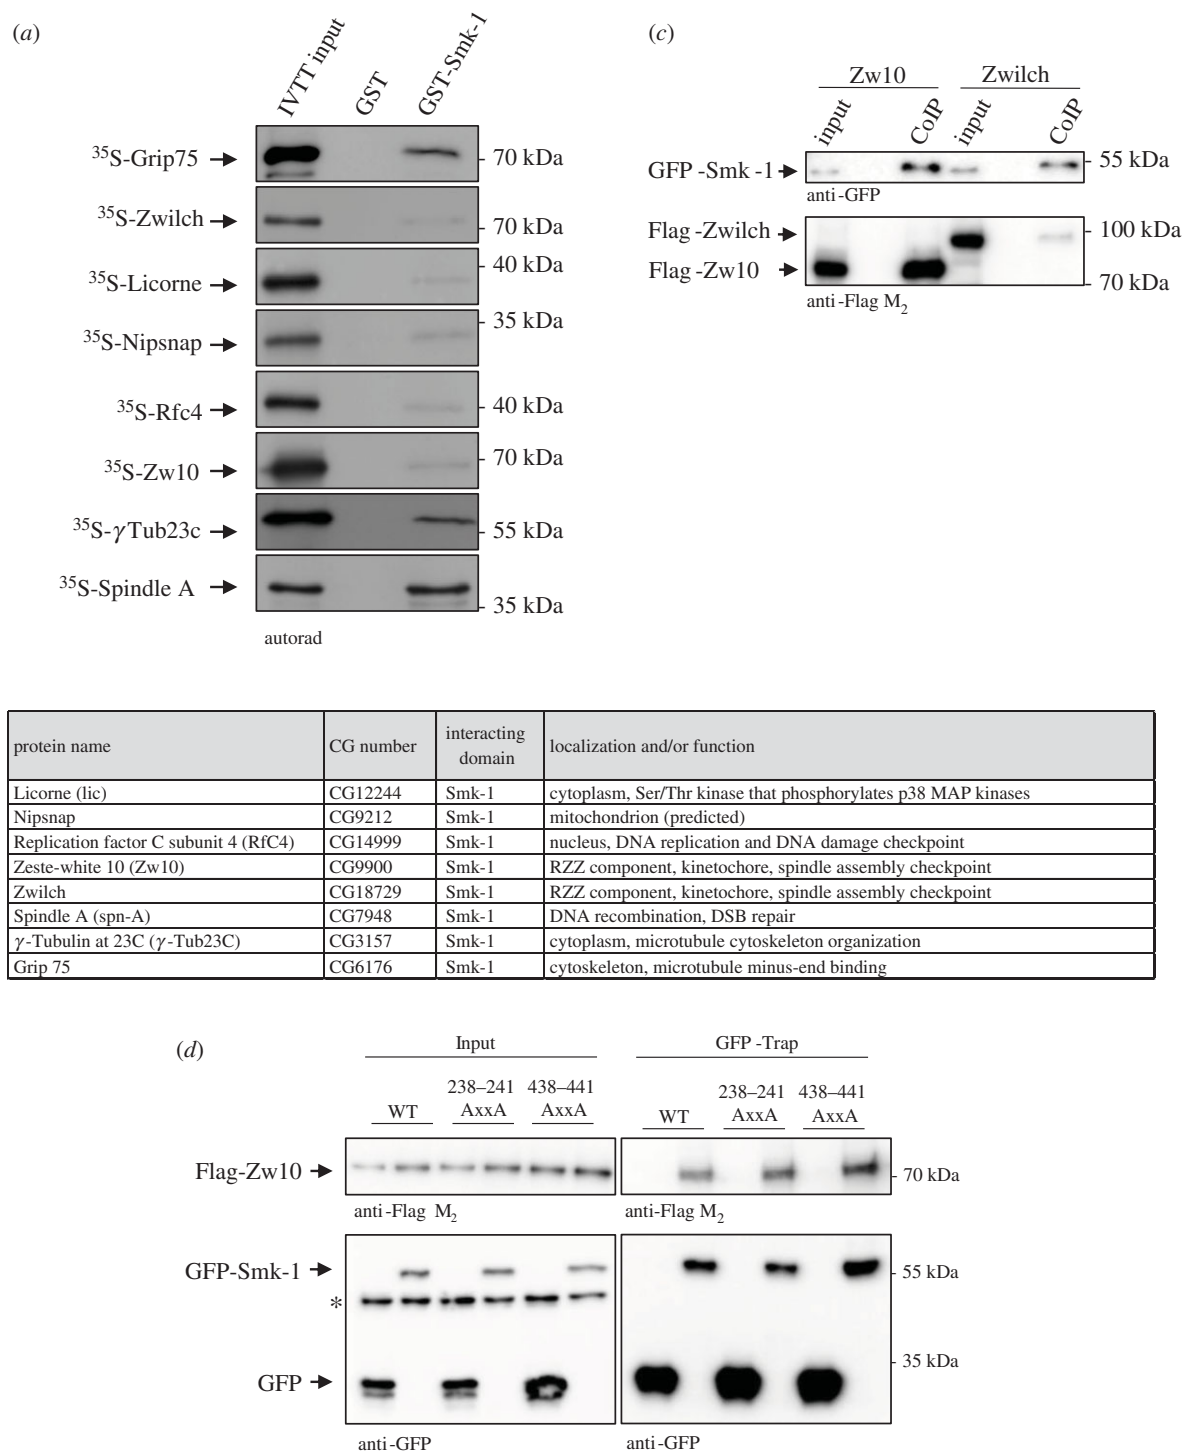 (a)
IVTT input GST GST-Smk-1
35S-Grip75 70 kDa
35S-Zwilch 70 kDa
40 kDa
35S-Licorne
35 kDa
35S-Nipsnap
35S-Rfc4 40 kDa
70 kDa
35S-Zw10
35S-γTub23c 55 kDa
35S-Spindle A
35 kDa
autorad
(c)
Zw10 Zwilch
input CoIP input CoIP
GFP-Smk-1 55 kDa
anti-GFP
Flag-Zwilch 100 kDa
Flag-Zw10
70 kDa
anti-Flag M2
protein name CG number interacting domain localization and/or function
Licorne (lic) CG12244 Smk-1 cytoplasm, Ser/Thr kinase that phosphorylates p38 MAP kinases
Nipsnap CG9212 Smk-1 mitochondrion (predicted)
Replication factor C subunit 4 (RfC4) CG14999 Smk-1 nucleus, DNA replication and DNA damage checkpoint
Zeste-white 10 (Zw10) CG9900 Smk-1 RZZ component, kinetochore, spindle assembly checkpoint
Zwilch CG18729 Smk-1 RZZ component, kinetochore, spindle assembly checkpoint
Spindle A (spn-A) CG7948 Smk-1 DNA recombination, DSB repair
γ-Tubulin at 23C (γ-Tub23C) CG3157 Smk-1 cytoplasm, microtubule cytoskeleton organization
Grip 75 CG6176 Smk-1 cytoskeleton, microtubule minus-end binding
(d)
Input GFP-Trap
238–241 438–441 238–241 438–441
WT AxxA AxxA WT AxxA AxxA
Flag-Zw10 70 kDa
anti-Flag M2 anti-Flag M2
GFP-Smk-1 55 kDa
*
35 kDa
GFP
anti-GFP anti-GFP